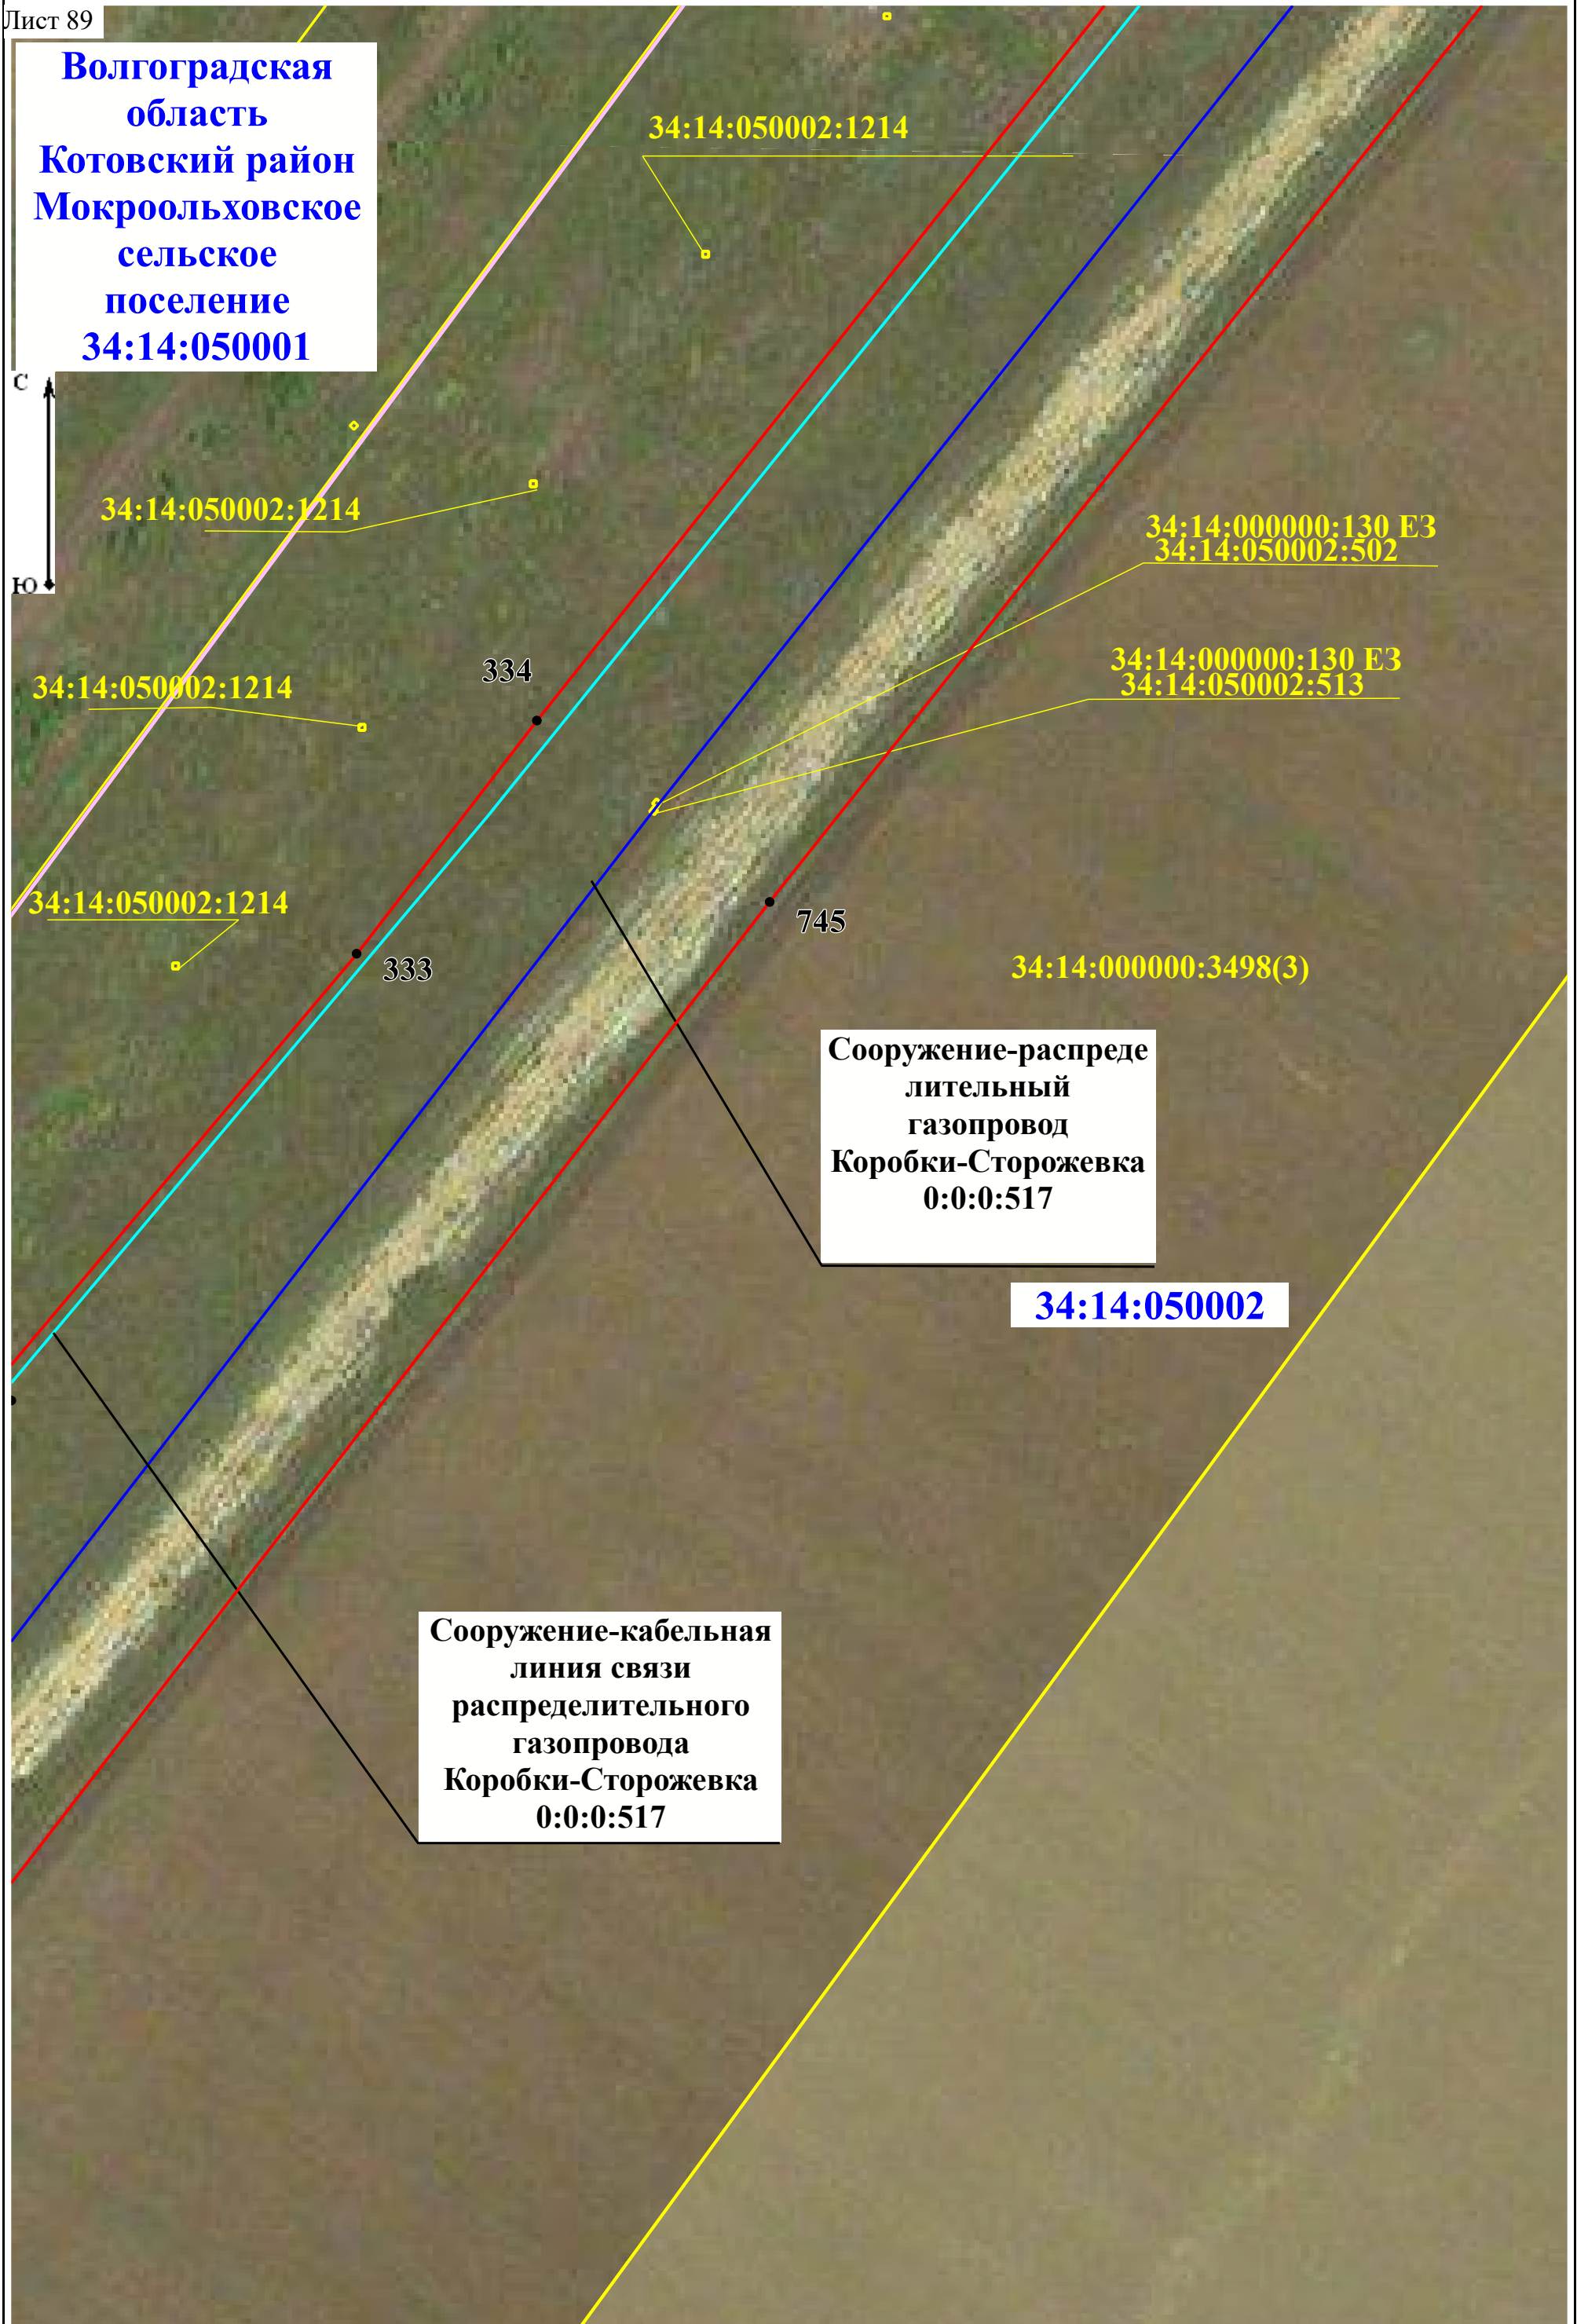 Лист 89
Волгоградская
область
Котовский район
Мокроольховское
сельское
поселение
34:14:050001
С
Ю
34:14:050002:1214
34:14:050002:1214
34:14:000000:130 ЕЗ
34:14:050002:502
34:14:000000:130 ЕЗ
34:14:050002:513
334
34:14:050002:1214
34:14:050002:1214
333
745
34:14:000000:3498(3)
Сооружение-распреде
лительный
газопровод
Коробки-Сторожевка
0:0:0:517
34:14:050002
Сооружение-кабельная
линия связи
распределительного
газопровода
Коробки-Сторожевка
0:0:0:517